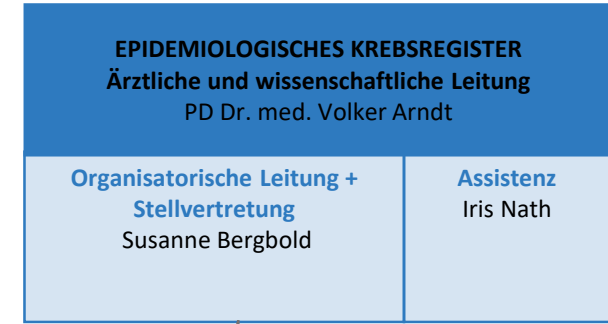 EPIDEMIOLOGISCHES KREBSREGISTER
Ärztliche und wissenschaftliche Leitung
PD Dr. med. Volker Arndt
Organisatorische Leitung +
Stellvertretung
Susanne Bergbold
Assistenz
Iris Nath